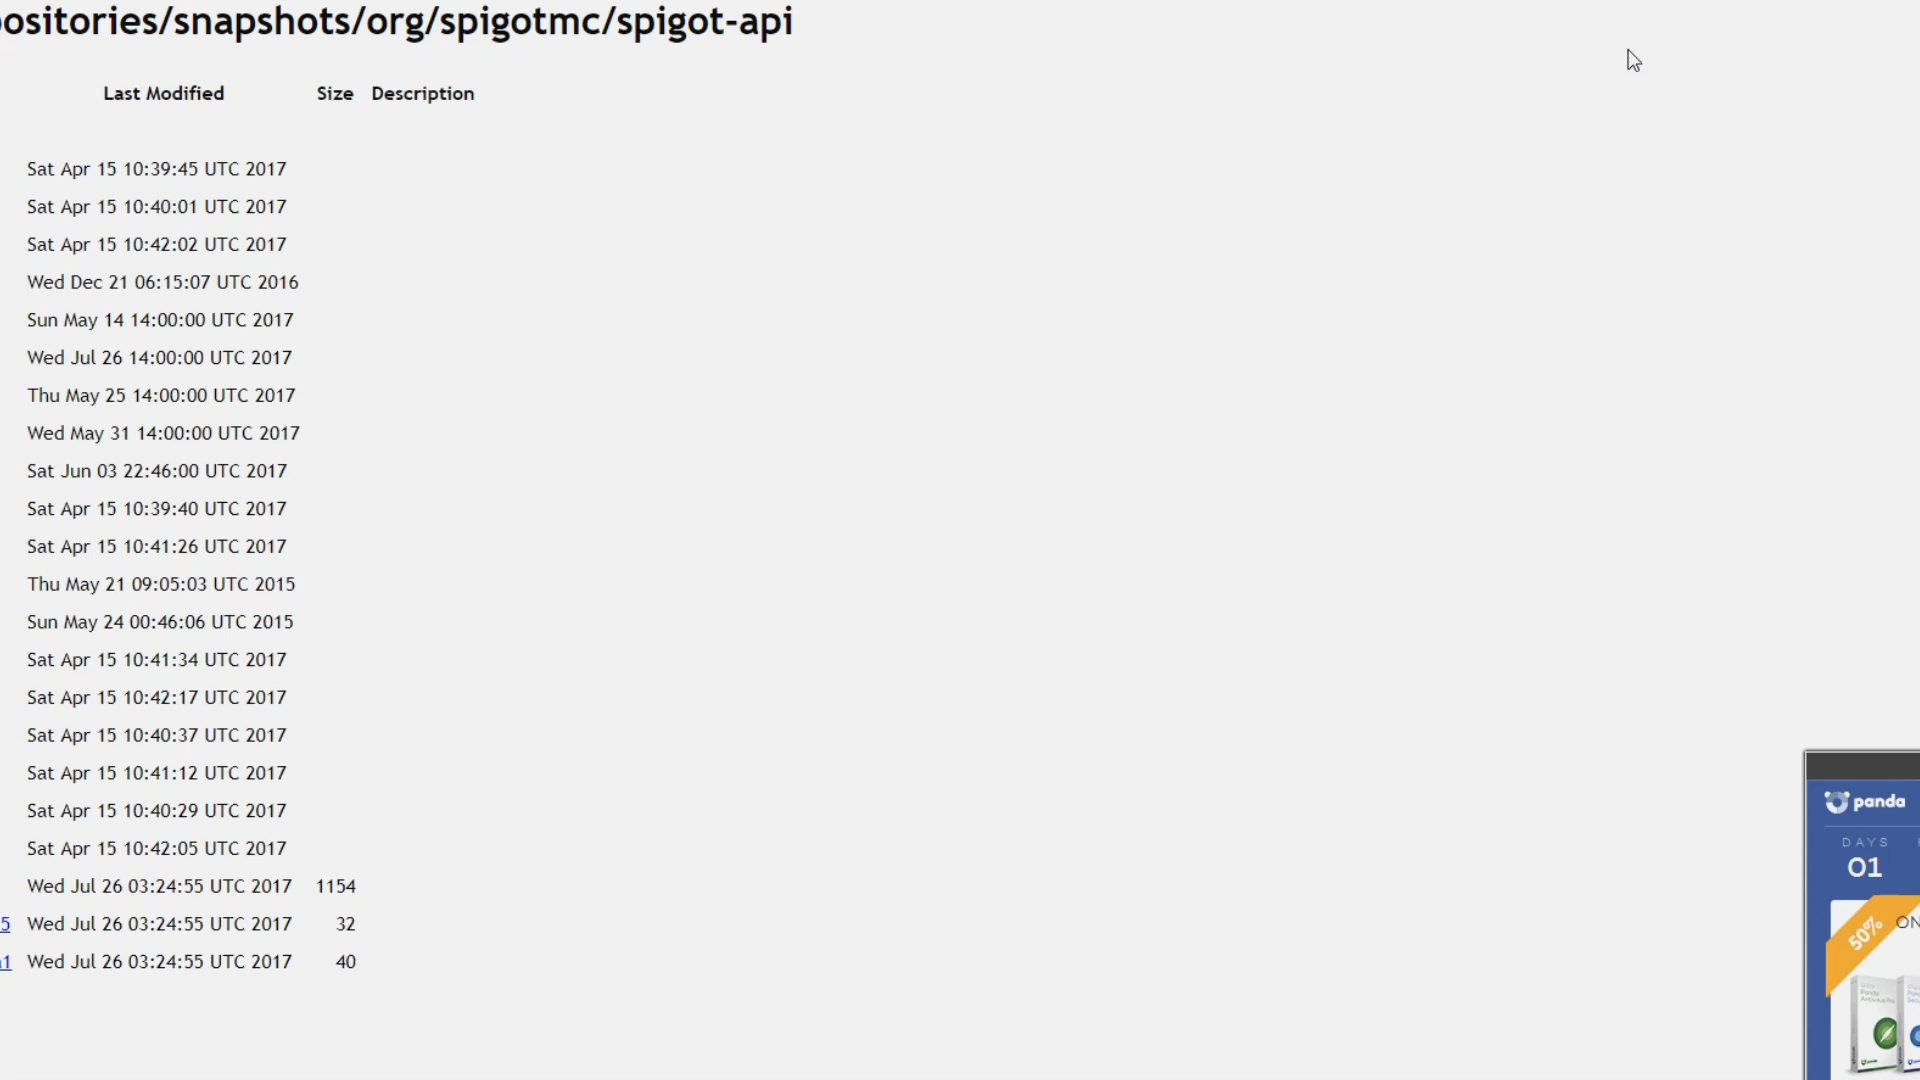 ositories/snapshots/org/spigotmc/spigot-api
Last Modified Size Description
Sat Apr 15 10:39:45 UTC 2017
Sat Apr 15 10:40:01 UTC 2017
Sat Apr 15 10:42:02 UTC 2017
Wed Dec 21 06:15:07 UTC 2016
Sun May 14 14:00:00 UTC 2017
Wed Jul 26 14:00:00 UTC 2017
Thu May 25 14:00:00 UTC 2017
Wed May 31 14:00:00 UTC 2017
Sat Jun 03 22:46:00 UTC 2017
Sat Apr 15 10:39:40 UTC 2017
Sat Apr 15 10:41:26 UTC 2017
Thu May 21 09:05:03 UTC 2015
Sun May 24 00:46:06 UTC 2015
Sat Apr 15 10:41:34 UTC 2017
Sat Apr 15 10:42:17 UTC 2017
Sat Apr 15 10:40:37 UTC 2017
Sat Apr 15 10:41:12 UTC 2017
Sat Apr 15 10:40:29 UTC 2017
Sat Apr 15 10:42:05 UTC 2017
Wed Jul 26 03:24:55 UTC 2017 1154
5 Wed Jul 26 03:24:55 UTC 2017 32
1 Wed Jul 26 03:24:55 UTC 2017 40
panda
DAYS
01
50%
ON